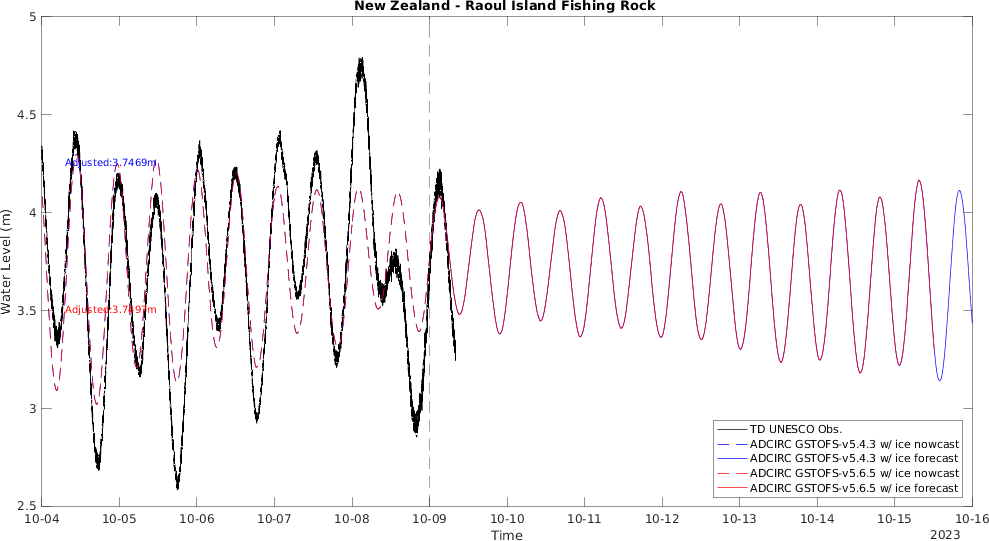 New Zealand - Raoul Island Fishing Rock
Water Level (m)
5
4.5
4
3.5
3
2.5
Adjusted:3.7469m
10-04
10-05
10-06
10-07
10-08
10-09
10-10
10-11
10-12
10-13
10-14
10-15
10-16
Time
2023
TD UNESCO Obs.
ADCIRC GSTOFS-v5.4.3 w/ ice nowcast
ADCIRC GSTOFS-v5.4.3 w/ ice forecast
ADCIRC GSTOFS-v5.6.5 w/ ice nowcast
ADCIRC GSTOFS-v5.6.5 w/ ice forecast